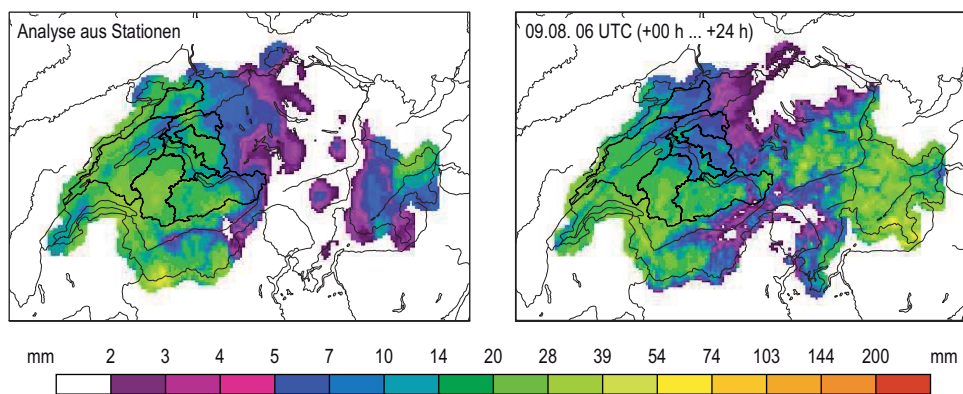 Analyse aus Stationen
09.08. 06 UTC (+00 h ... +24 h)
mm 2 3 4 5 7 10 14 20 28 39 54 74 103 144 200 mm